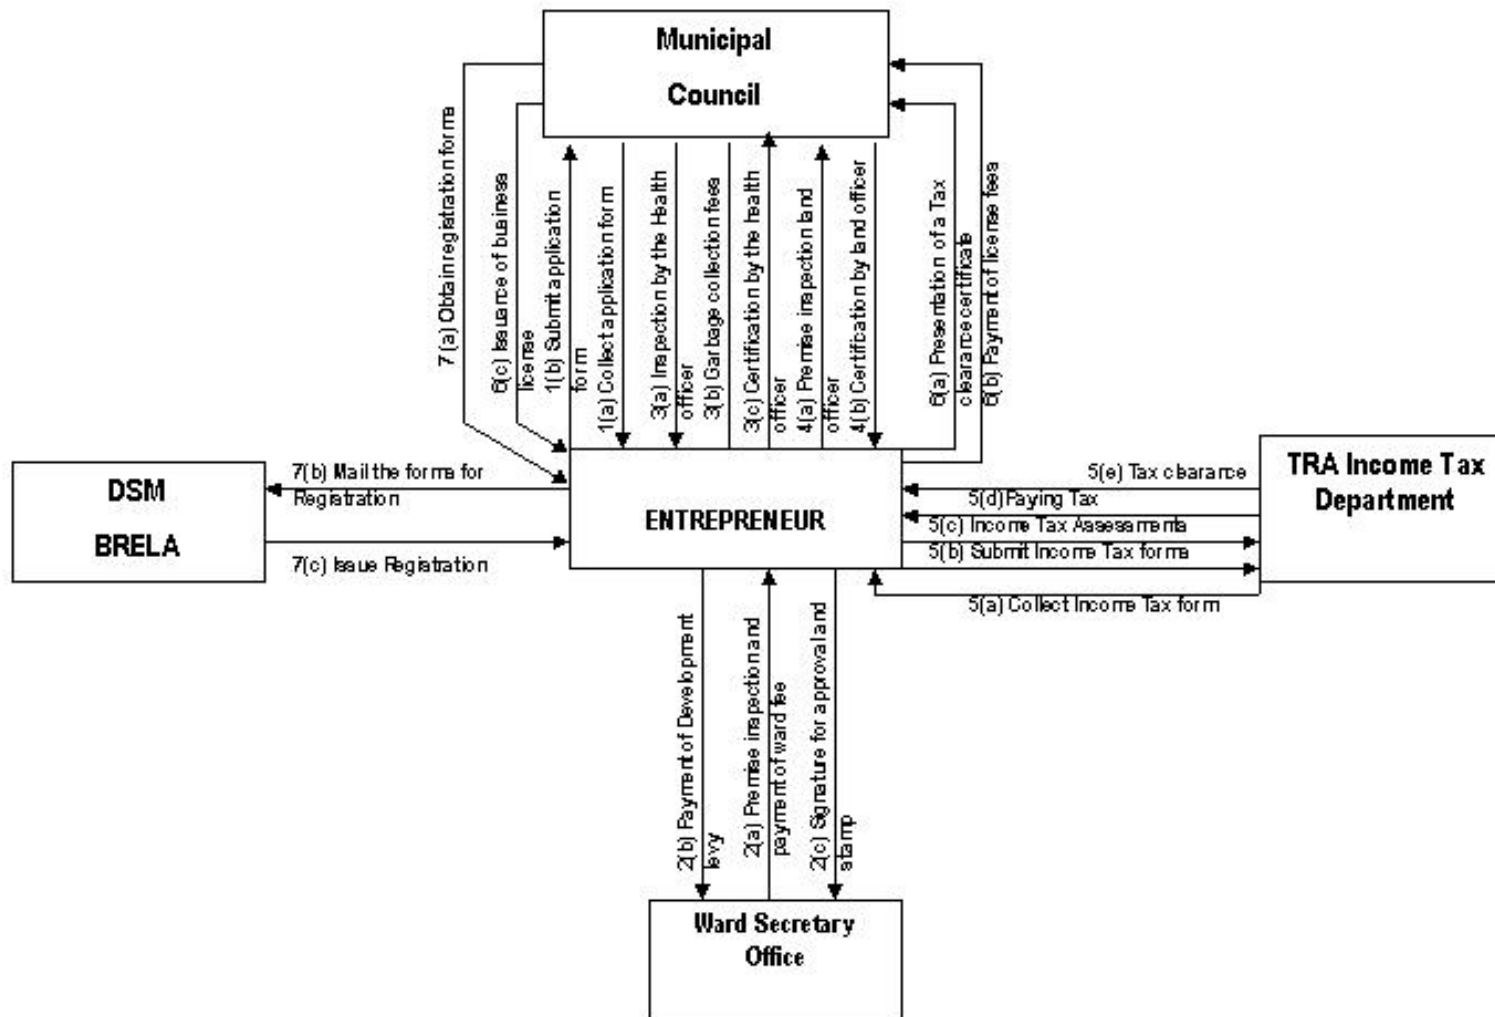 Municipal
Council
7(a) Obtain registration forms
6(c) Issuance of business
license
1(b) Submit application
form
1(a) Collect application form
3(a) Inspection by the Health
officer
3(b) Garbage collection fees
3(c) Certification by the health
officer
4(a) Premise inspection land
officer
4(b) Certification by land officer
6(a) Presentation of a Tax
clearance certificate
6(b) Payment of license fees
DSM
BRELA
7(b) Mail the forms for
Registration
7(c) Issue Registration
ENTREPRENEUR
5(e) Tax clearance
5(d) Paying Tax
5(c) Income Tax Assessments
5(b) Submit Income Tax forms
5(a) Collect Income Tax form
TRA Income Tax
Department
2(b) Payment of Development
levy
2(a) Premise inspection and
payment of ward fee
2(c) Signature for approval and
stamp
Ward Secretary
Office